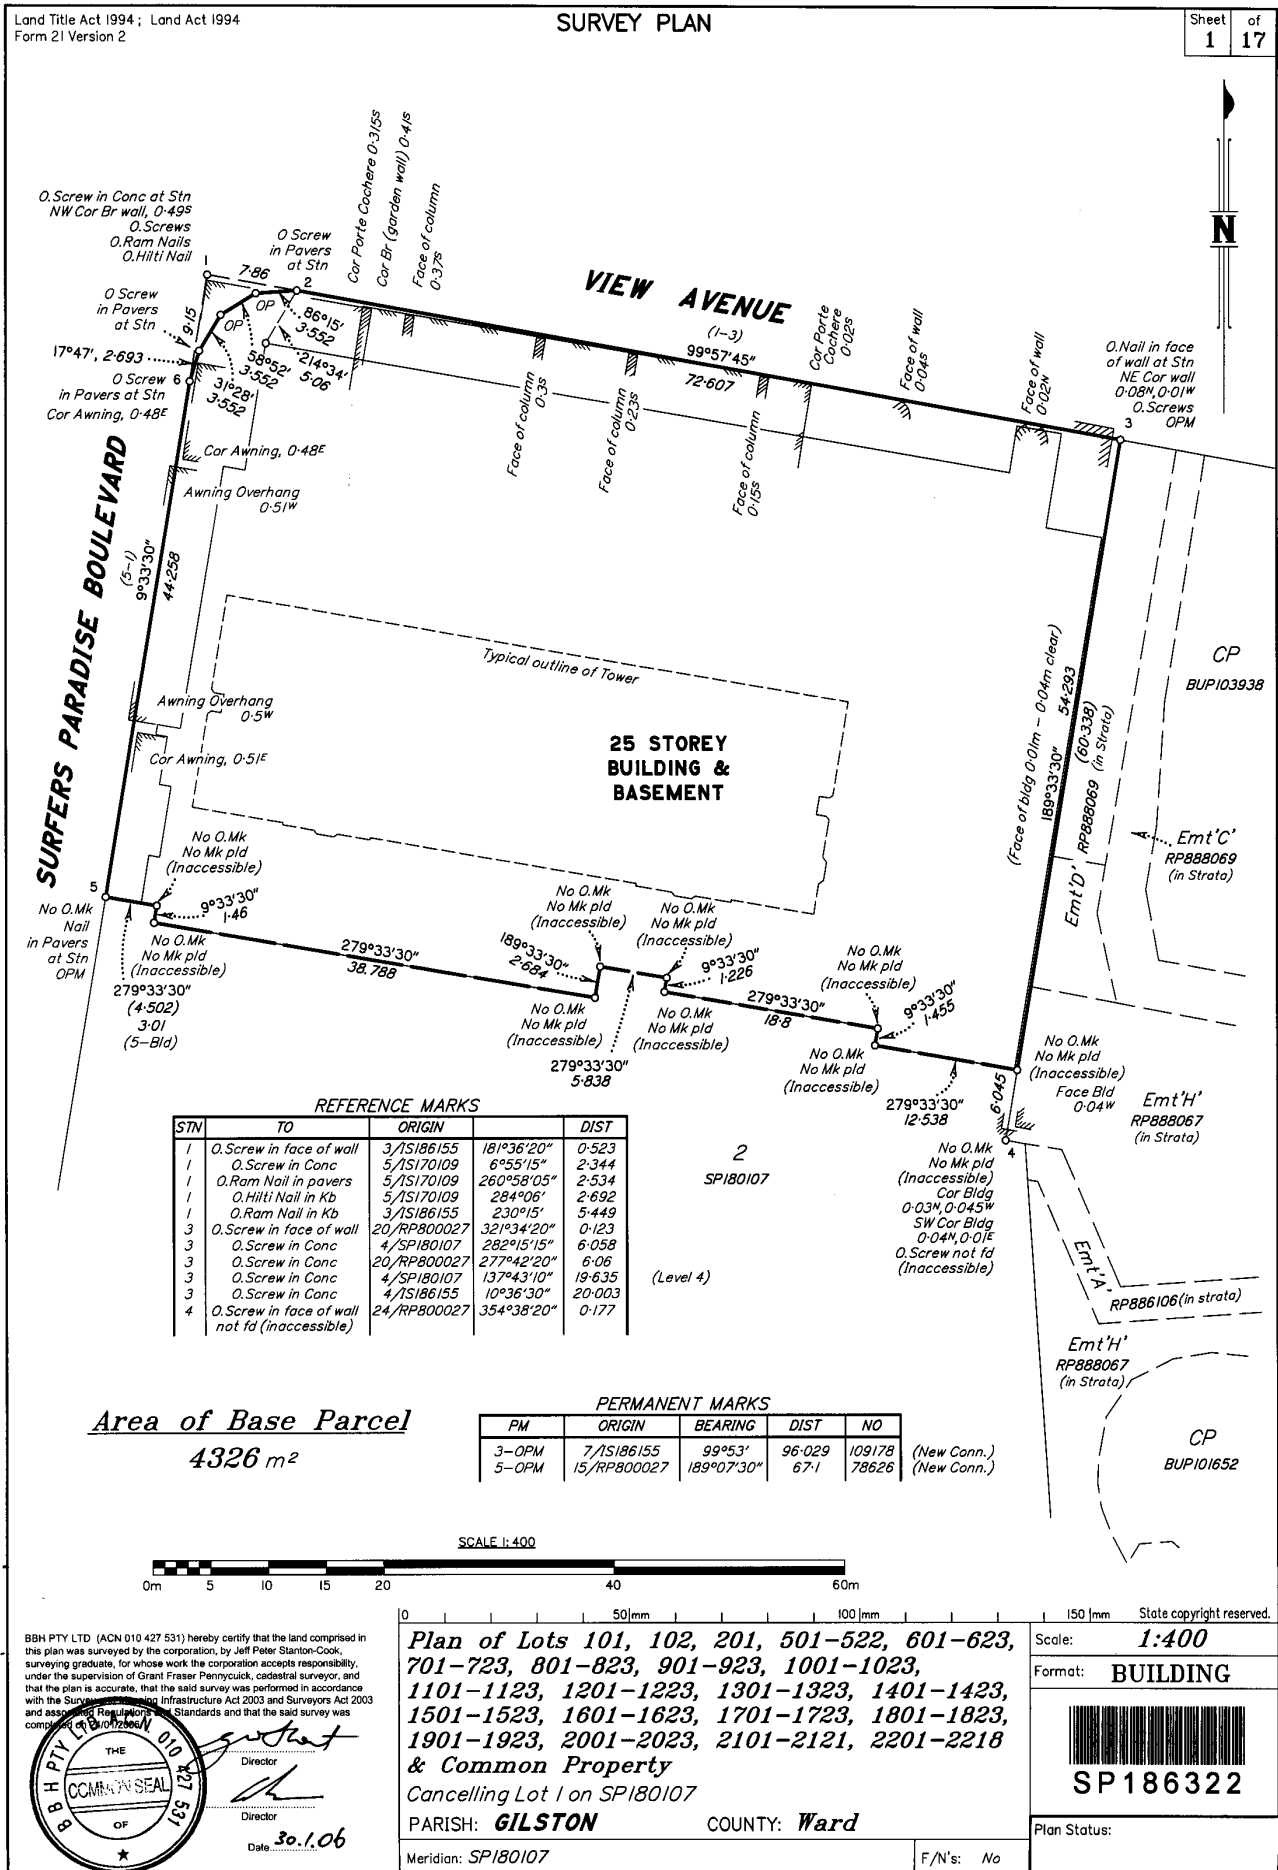 Land Title Act 1994 ; Land Act 1994
Form 21 Version 2
SURVEY PLAN
Sheet 1 of 17
O.Screw in Conc at Stn
NW Cor Br wall, 0·49S
O.Screws
O.Ram Nails
O.Hilti Nail
1
7·86
O Screw
in Pavers
at Stn
2
Cor Porte Cochere 0·315S
Cor Br (garden wall) 0·41S
Face of column
0·37S
VIEW AVENUE
(1-3)
99°57'45"
72·607
N
O Screw
in Pavers
at Stn
9·15
OP
OP
86°15'
3·552
58°52'
3·552
214°34'
5·06
31°28'
3·552
17°47', 2·693
6
O Screw
in Pavers at Stn
Cor Awning, 0·48E
Cor Awning, 0·48E
Awning Overhang
0·51W
Face of column
0·3S
Face of column
0·23S
Face of column
0·15S
Cor Porte
Cochere
0·02S
Face of wall
0·04S
Face of wall
0·02N
O.Nail in face
of wall at Stn
NE Cor wall
0·08N,0·01W
O.Screws
OPM
3
SURFERS PARADISE BOULEVARD
(5-1)
9°33'30"
44·258
Typical outline of Tower
25 STOREY
BUILDING &
BASEMENT
(Face of bldg 0·01m - 0·04m clear)
189°33'30"
54·293
(60·338)
RP888069 (in Strata)
Emt'D'
CP
BUP103938
Emt'C'
RP888069
(in Strata)
Awning Overhang
0·5W
Cor Awning, 0·51E
5
No O.Mk
Nail
in Pavers
at Stn
OPM
No O.Mk
No Mk pld
(Inaccessible)
9°33'30"
1·46
No O.Mk
No Mk pld
(Inaccessible)
279°33'30"
(4·502)
3·01
(5-Bld)
279°33'30"
38·788
No O.Mk
No Mk pld
(Inaccessible)
189°33'30"
2·684
No O.Mk
No Mk pld
(Inaccessible)
No O.Mk
No Mk pld
(Inaccessible)
9°33'30"
1·226
No O.Mk
No Mk pld
(Inaccessible)
279°33'30"
5·838
279°33'30"
18·8
No O.Mk
No Mk pld
(Inaccessible)
9°33'30"
1·455
No O.Mk
No Mk pld
(Inaccessible)
279°33'30"
12·538
No O.Mk
No Mk pld
(Inaccessible)
Face Bld
0·04W
6·045
4
No O.Mk
No Mk pld
(Inaccessible)
Cor Bldg
0·03N,0·045W
SW Cor Bldg
0·04N,0·01E
O.Screw not fd
(Inaccessible)
Emt'H'
RP888067
(in Strata)
2
SP180107
Emt'A'
RP886106(in strata)
Emt'H'
RP888067
(in Strata)
CP
BUP101652
REFERENCE MARKS
STN TO ORIGIN DIST
1 O.Screw in face of wall 3/IS186155 181°36'20" 0·523
1 O.Screw in Conc 5/IS170109 6°55'15" 2·344
1 O.Ram Nail in pavers 5/IS170109 260°58'05" 2·534
1 O.Hilti Nail in Kb 5/IS170109 284°06' 2·692
1 O.Ram Nail in Kb 3/IS186155 230°15' 5·449
3 O.Screw in face of wall 20/RP800027 321°34'20" 0·123
3 O.Screw in Conc 4/SP180107 282°15'15" 6·058
3 O.Screw in Conc 20/RP800027 277°42'20" 6·06
3 O.Screw in Conc 4/SP180107 137°43'10" 19·635 (Level 4)
3 O.Screw in Conc 4/IS186155 10°36'30" 20·003
4 O.Screw in face of wall 24/RP800027 354°38'20" 0·177
not fd (inaccessible)
Area of Base Parcel
4326 m²
PERMANENT MARKS
PM ORIGIN BEARING DIST NO
3-OPM 7/IS186155 99°53' 96·029 109178 (New Conn.)
5-OPM 15/RP800027 189°07'30" 67·1 78626 (New Conn.)
SCALE 1:400
0m 5 10 15 20 40 60m
0 50mm 100mm 150mm State copyright reserved.
BBH PTY LTD (ACN 010 427 531) hereby certify that the land comprised in
this plan was surveyed by the corporation, by Jeff Peter Stanton-Cook,
surveying graduate, for whose work the corporation accepts responsibility,
under the supervision of Grant Fraser Pennycuick, cadastral surveyor, and
that the plan is accurate, that the said survey was performed in accordance
with the Survey Mapping Infrastructure Act 2003 and Surveyors Act 2003
and associated Regulations and Standards and that the said survey was
completed on
BBH PTY LTD A.C.N. 010 427 531
THE
COMMON SEAL
OF
Director
Director
Date 30.1.06
Plan of Lots 101, 102, 201, 501-522, 601-623,
701-723, 801-823, 901-923, 1001-1023,
1101-1123, 1201-1223, 1301-1323, 1401-1423,
1501-1523, 1601-1623, 1701-1723, 1801-1823,
1901-1923, 2001-2023, 2101-2121, 2201-2218
& Common Property
Cancelling Lot 1 on SP180107
PARISH: GILSTON COUNTY: Ward
Meridian: SP180107 F/N's: No
Scale: 1:400
Format: BUILDING
SP186322
Plan Status: